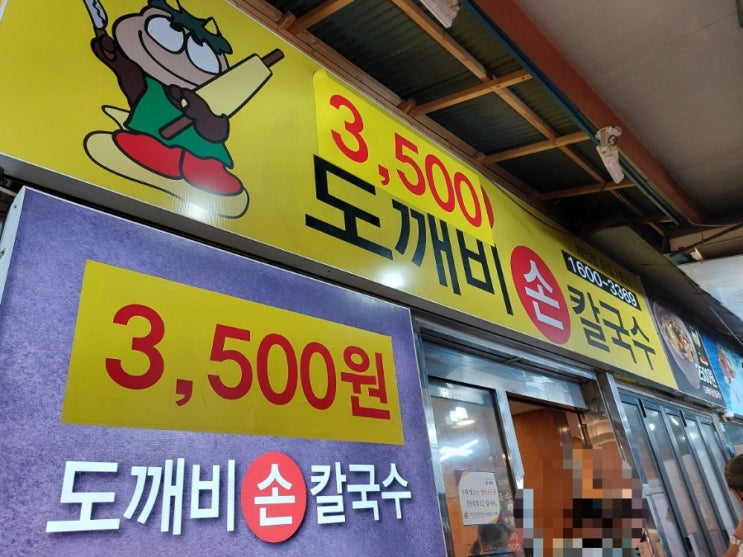 3,500
도깨비 손 칼국수
1600-3369
3,500원
도깨비 손 칼국수